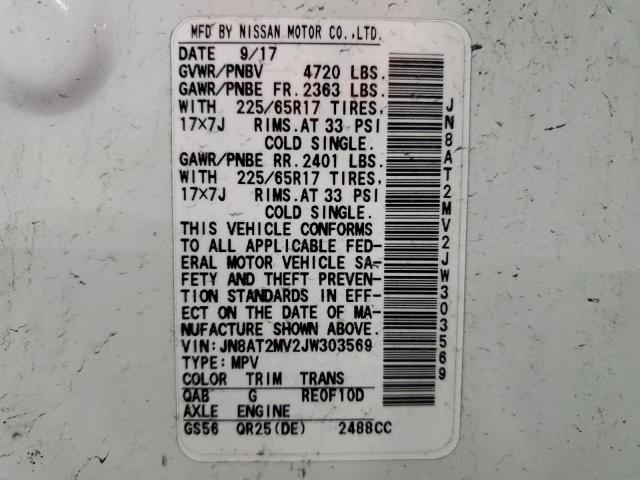 MFD BY NISSAN MOTOR CO.,LTD.
DATE 9/17
GVWR/PNBV 4720 LBS.
GAWR/PNBE FR.2363 LBS.
WITH 225/65R17 TIRES,
17×7J RIMS.AT 33 PSI
COLD SINGLE.
GAWR/PNBE RR.2401 LBS.
WITH 225/65R17 TIRES,
17×7J RIMS.AT 33 PSI
COLD SINGLE.
THIS VEHICLE CONFORMS
TO ALL APPLICABLE FED-
ERAL MOTOR VEHICLE SA-
FETY AND THEFT PREVEN-
TION STANDARDS IN EFF-
ECT ON THE DATE OF MA-
NUFACTURE SHOWN ABOVE.
VIN:JN8AT2MV2JW303569
TYPE:MPV
COLOR TRIM TRANS
QAB G RE0F10D
AXLE ENGINE
GS56 QR25(DE) 2488CC
JN8AT2MV2JW303569